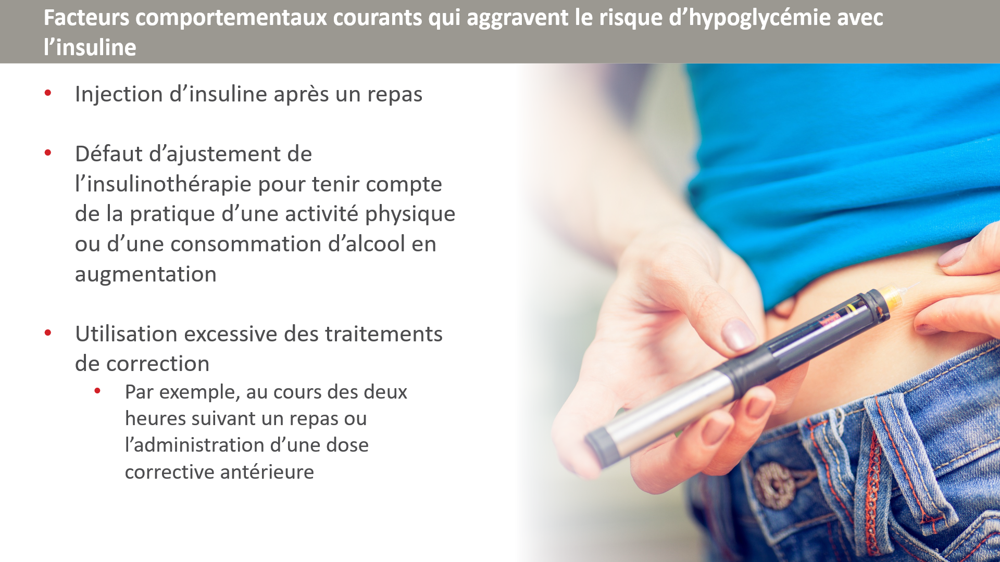 Facteurs comportementaux courants qui aggravent le risque d’hypoglycémie avec
l’insuline
• Injection d’insuline après un repas
• Défaut d’ajustement de
l’insulinothérapie pour tenir compte
de la pratique d’une activité physique
ou d’une consommation d’alcool en
augmentation
• Utilisation excessive des traitements
de correction
• Par exemple, au cours des deux
heures suivant un repas ou
l’administration d’une dose
corrective antérieure